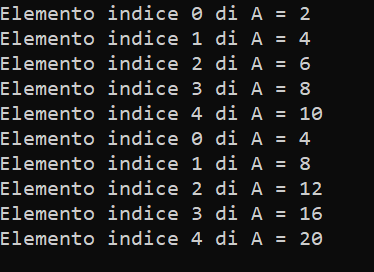 Elemento indice 0 di A = 2
Elemento indice 1 di A = 4
Elemento indice 2 di A = 6
Elemento indice 3 di A = 8
Elemento indice 4 di A = 10
Elemento indice 0 di A = 4
Elemento indice 1 di A = 8
Elemento indice 2 di A = 12
Elemento indice 3 di A = 16
Elemento indice 4 di A = 20